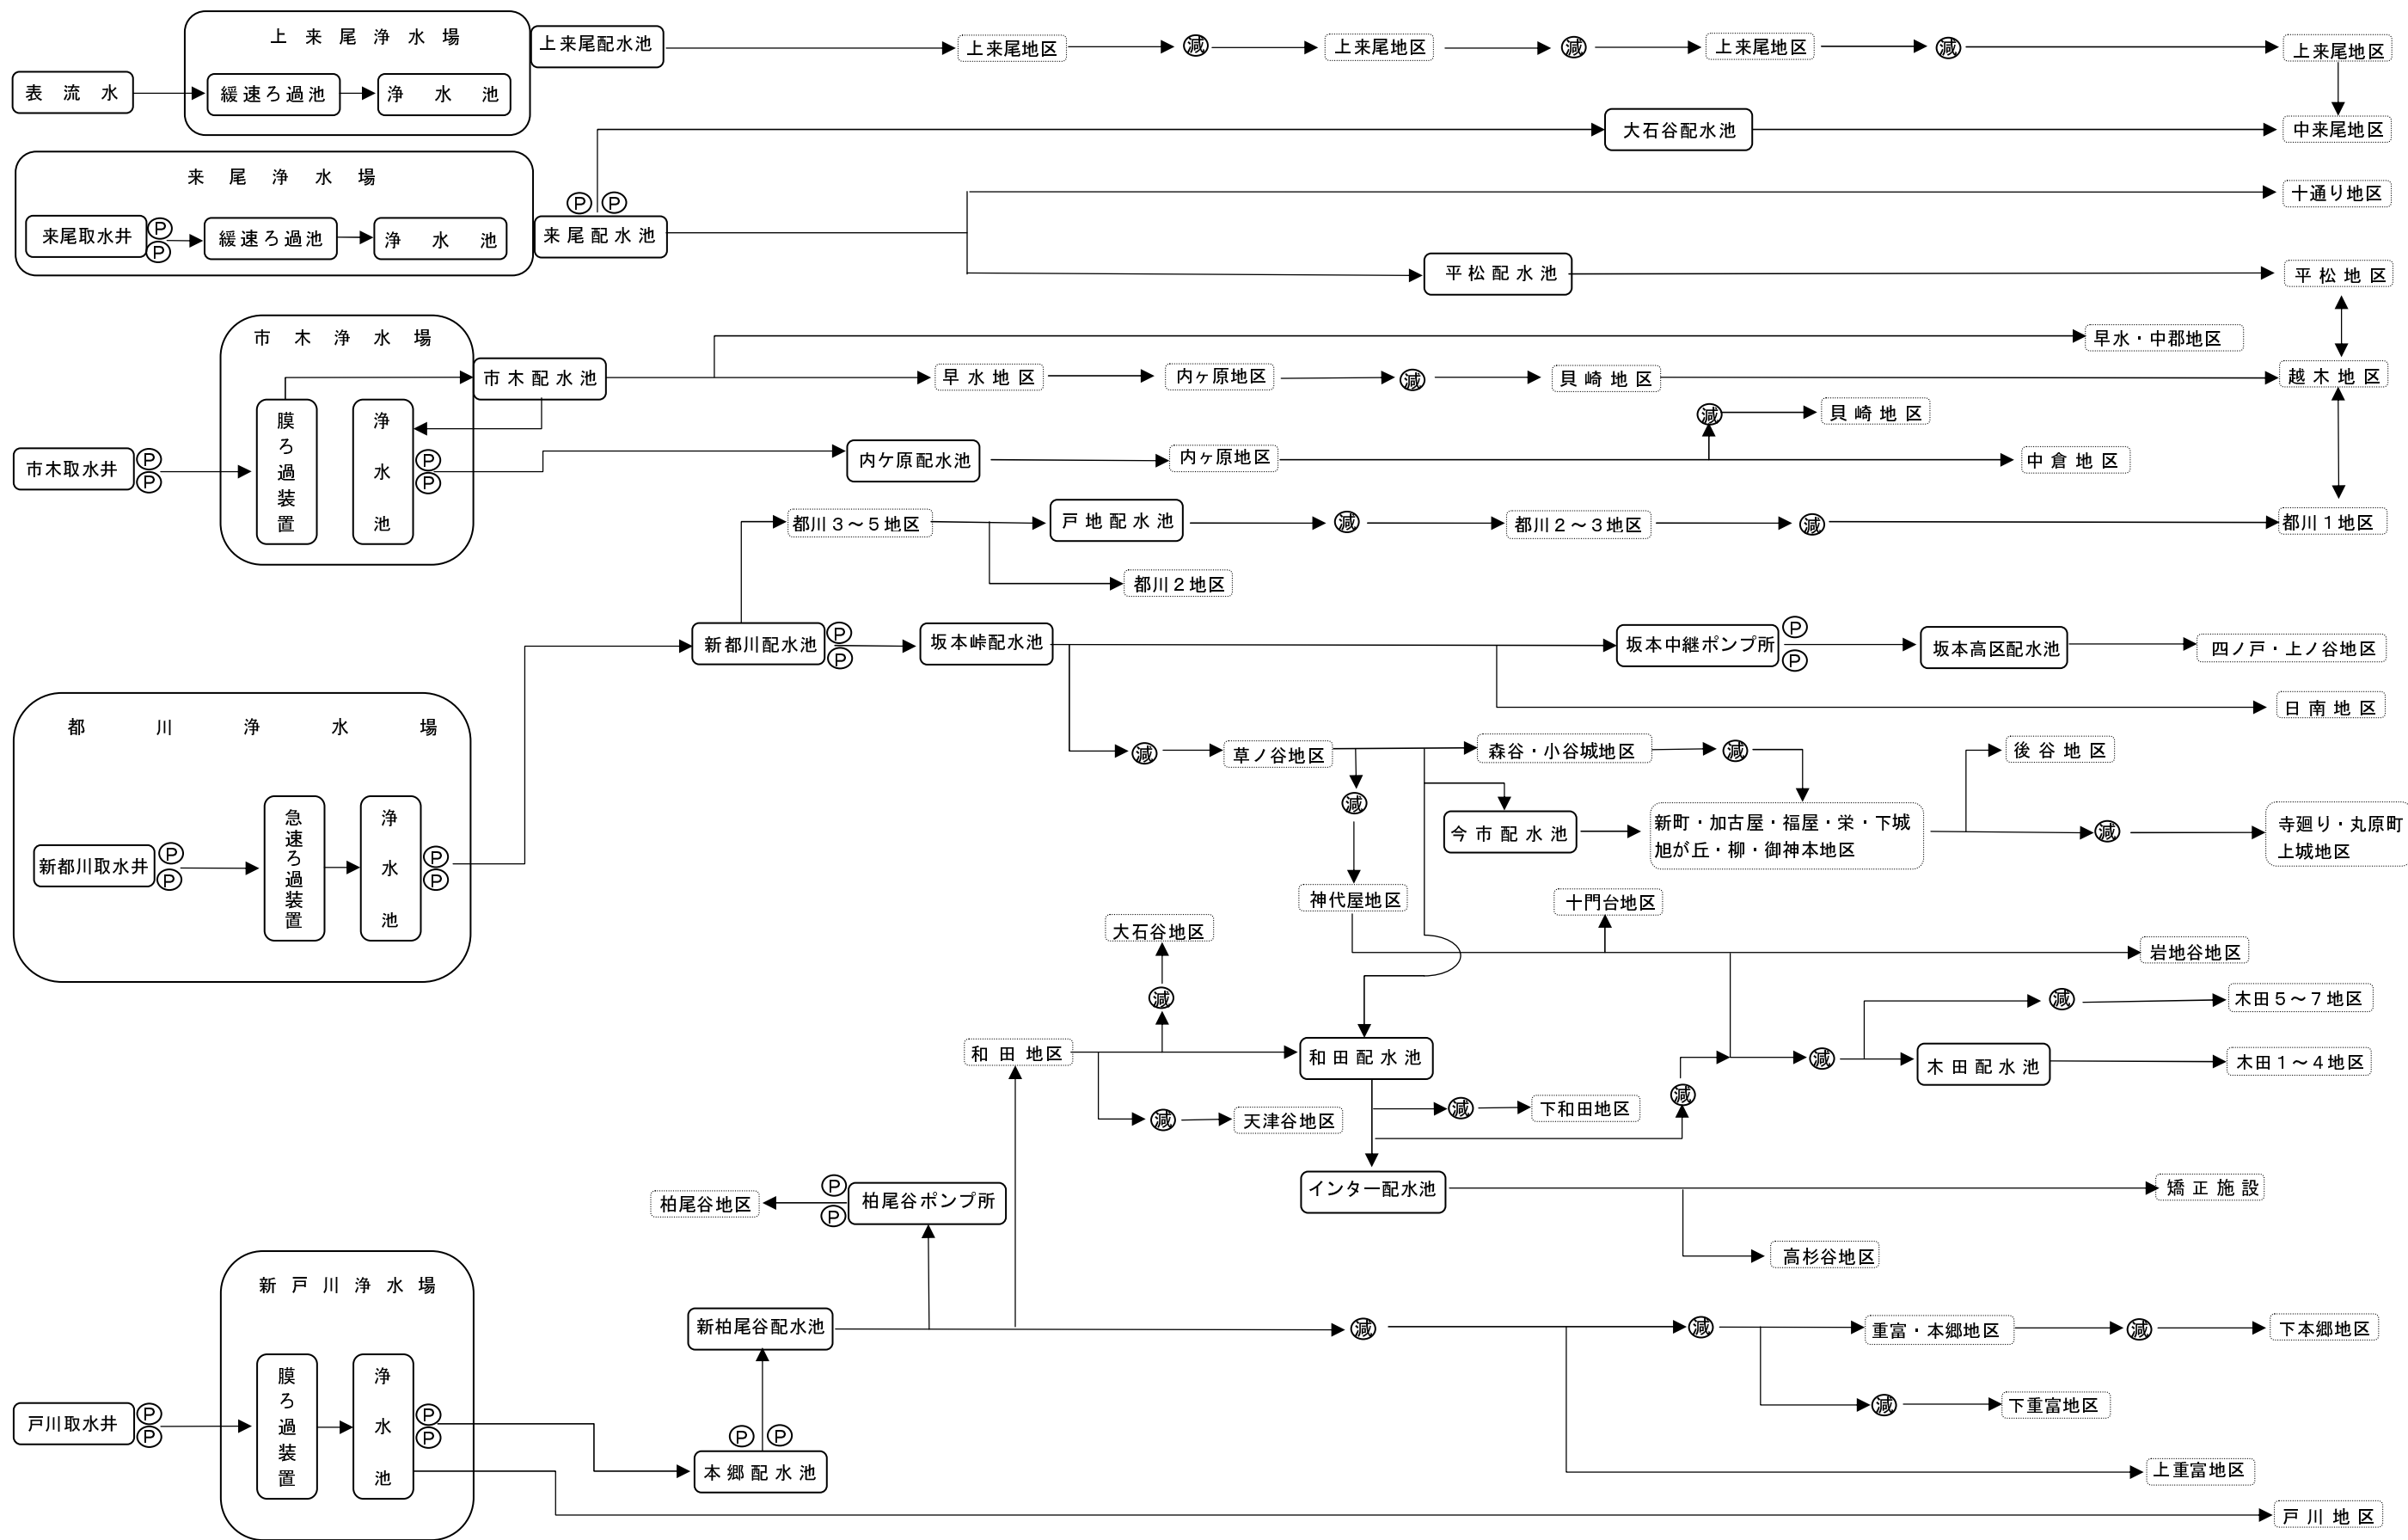 上来尾浄水場
上来尾配水池
上来尾地区
減
上来尾地区
減
上来尾地区
減
上来尾地区
表流水
緩速ろ過池
浄水池
大石谷配水池
中来尾地区
来尾浄水場
十通り地区
P P
来尾取水井
P
P
緩速ろ過池
浄水池
来尾配水池
平松配水池
平松地区
市木浄水場
早水・中郡地区
市木配水池
早水地区
内ヶ原地区
減
貝崎地区
越木地区
膜ろ過装置
浄水池
減
貝崎地区
市木取水井
P
P
P
P
内ケ原配水池
内ヶ原地区
中倉地区
都川3～5地区
戸地配水池
減
都川2～3地区
減
都川1地区
都川2地区
新都川配水池
P
P
坂本峠配水池
坂本中継ポンプ所
P
P
坂本高区配水池
四ノ戸・上ノ谷地区
都川浄水場
日南地区
減
草ノ谷地区
森谷・小谷城地区
減
後谷地区
減
新都川取水井
P
P
急速ろ過装置
浄水池
P
P
今市配水池
新町・加古屋・福屋・栄・下城
旭が丘・柳・御神本地区
減
寺廻り・丸原町
上城地区
神代屋地区
十門台地区
大石谷地区
岩地谷地区
減
減
木田5～7地区
和田地区
和田配水池
減
木田配水池
木田1～4地区
減
減
天津谷地区
減
下和田地区
柏尾谷地区
P
P
柏尾谷ポンプ所
インター配水池
矯正施設
高杉谷地区
新戸川浄水場
新柏尾谷配水池
減
減
重富・本郷地区
減
下本郷地区
膜ろ過装置
浄水池
減
下重富地区
戸川取水井
P
P
P
P
P P
本郷配水池
上重富地区
戸川地区